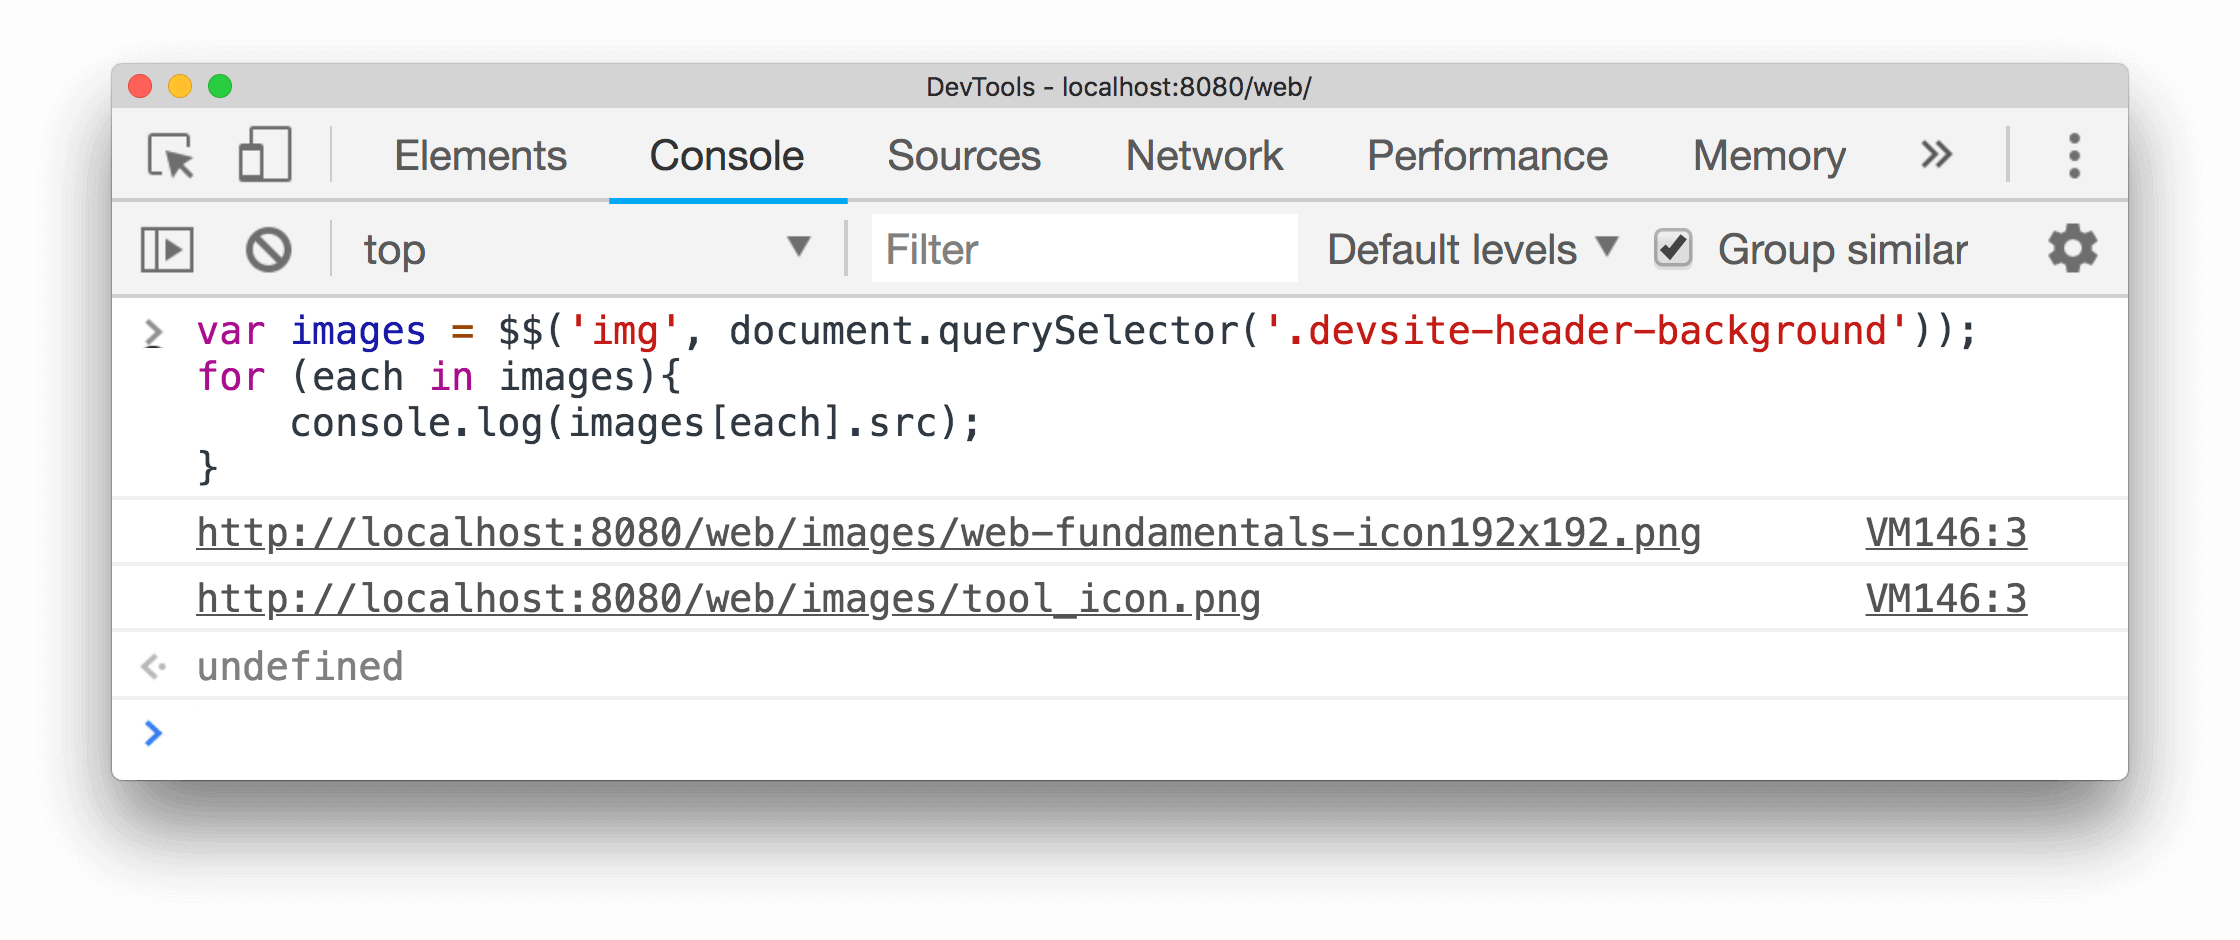 DevTools - localhost:8080/web/
Elements Console Sources Network Performance Memory
top Filter Default levels Group similar
var images = $$('img', document.querySelector('.devsite-header-background'));
for (each in images){
    console.log(images[each].src);
}
http://localhost:8080/web/images/web-fundamentals-icon192x192.png VM146:3
http://localhost:8080/web/images/tool_icon.png VM146:3
undefined